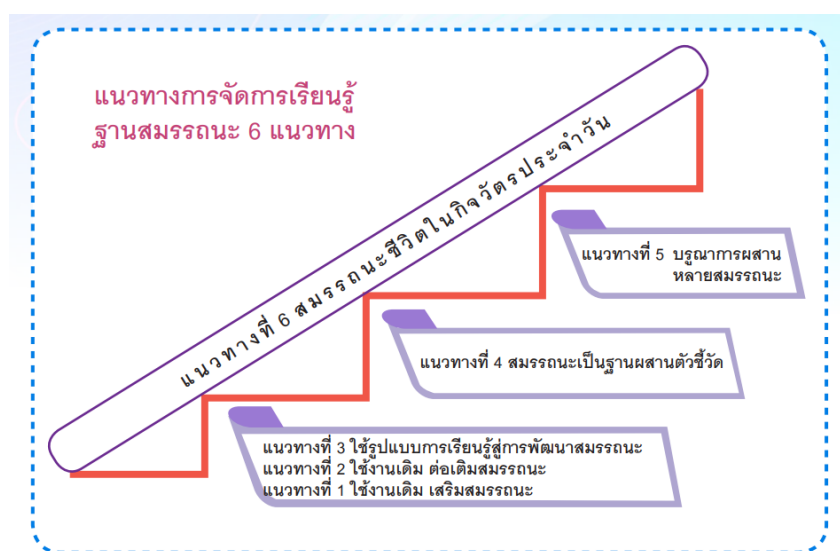 แนวทางการจัดการเรียนรู้
ฐานสมรรถนะ 6 แนวทาง
แนวทางที่ 6 สมรรถนะชีวิตในกิจวัตรประจำวัน
แนวทางที่ 5 บรูณาการผสาน
หลายสมรรถนะ
แนวทางที่ 4 สมรรถนะเป็นฐานผสานตัวชี้วัด
แนวทางที่ 3 ใช้รูปแบบการเรียนรู้สู่การพัฒนาสมรรถนะ
แนวทางที่ 2 ใช้งานเดิม ต่อเติมสมรรถนะ
แนวทางที่ 1 ใช้งานเดิม เสริมสมรรถนะ